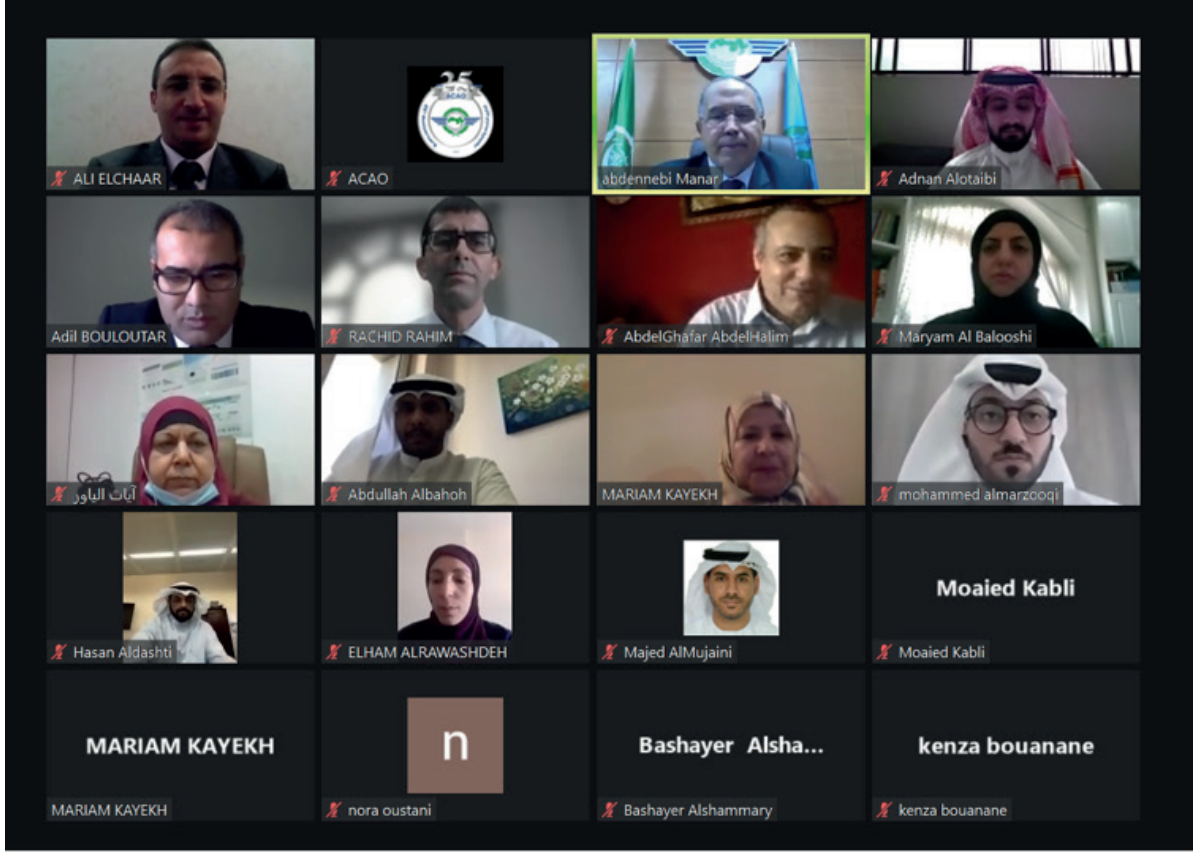 ALI ELCHAAR
25
ACAO
ACAO
abdennebi Manar
Adnan Alotaibi
Adil BOULOUTAR
RACHID RAHIM
AbdelGhafar AbdelHalim
Maryam Al Balooshi
آيات الياور
Abdullah Albahoh
MARIAM KAYEKH
mohammed almarzooqi
Hasan Aldashti
ELHAM ALRAWASHDEH
Majed AlMujaini
Moaied Kabli
Moaied Kabli
MARIAM KAYEKH
MARIAM KAYEKH
n
nora oustani
Bashayer Alsha...
Bashayer Alshammary
kenza bouanane
kenza bouanane